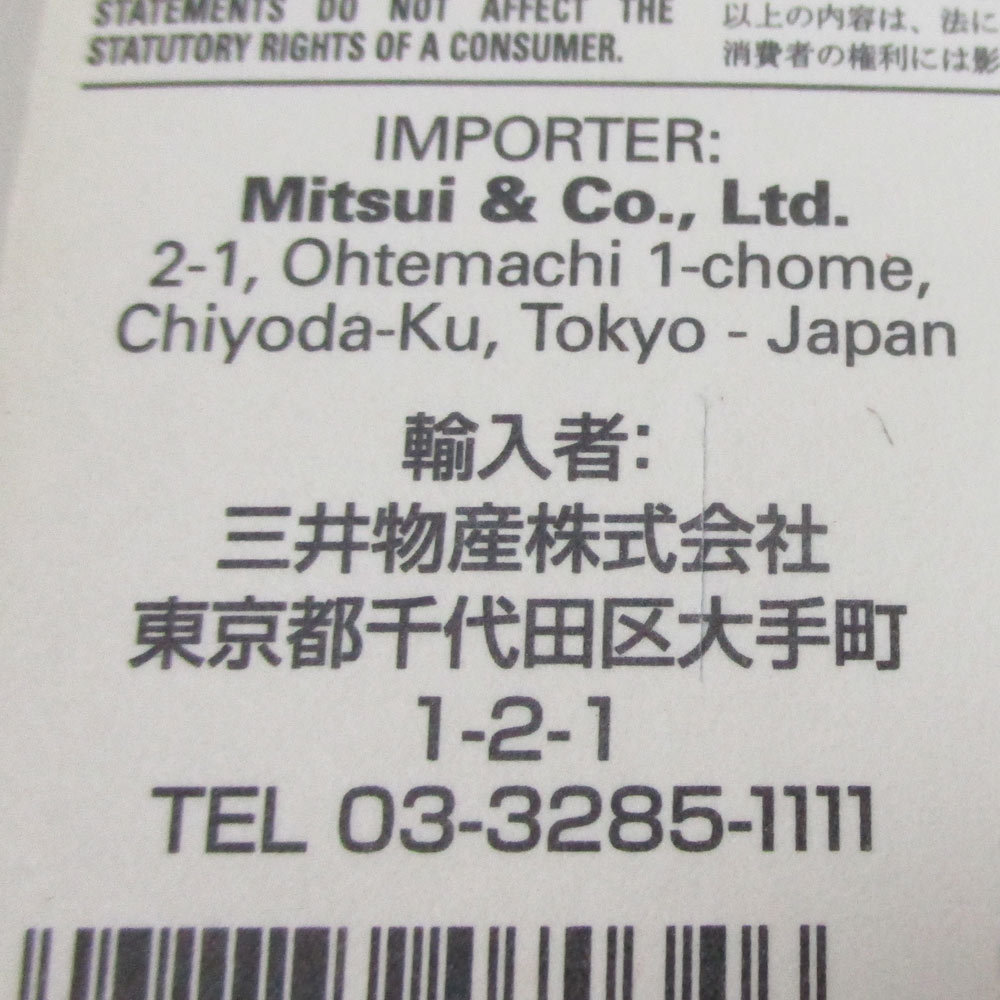 STATEMENTS DO NOT AFFECT THE
STATUTORY RIGHTS OF A CONSUMER.
以上の内容は、法に
消費者の権利には影
IMPORTER:
Mitsui & Co., Ltd.
2-1, Ohtemachi 1-chome,
Chiyoda-Ku, Tokyo - Japan
輸入者:
三井物産株式会社
東京都千代田区大手町
1-2-1
TEL 03-3285-1111